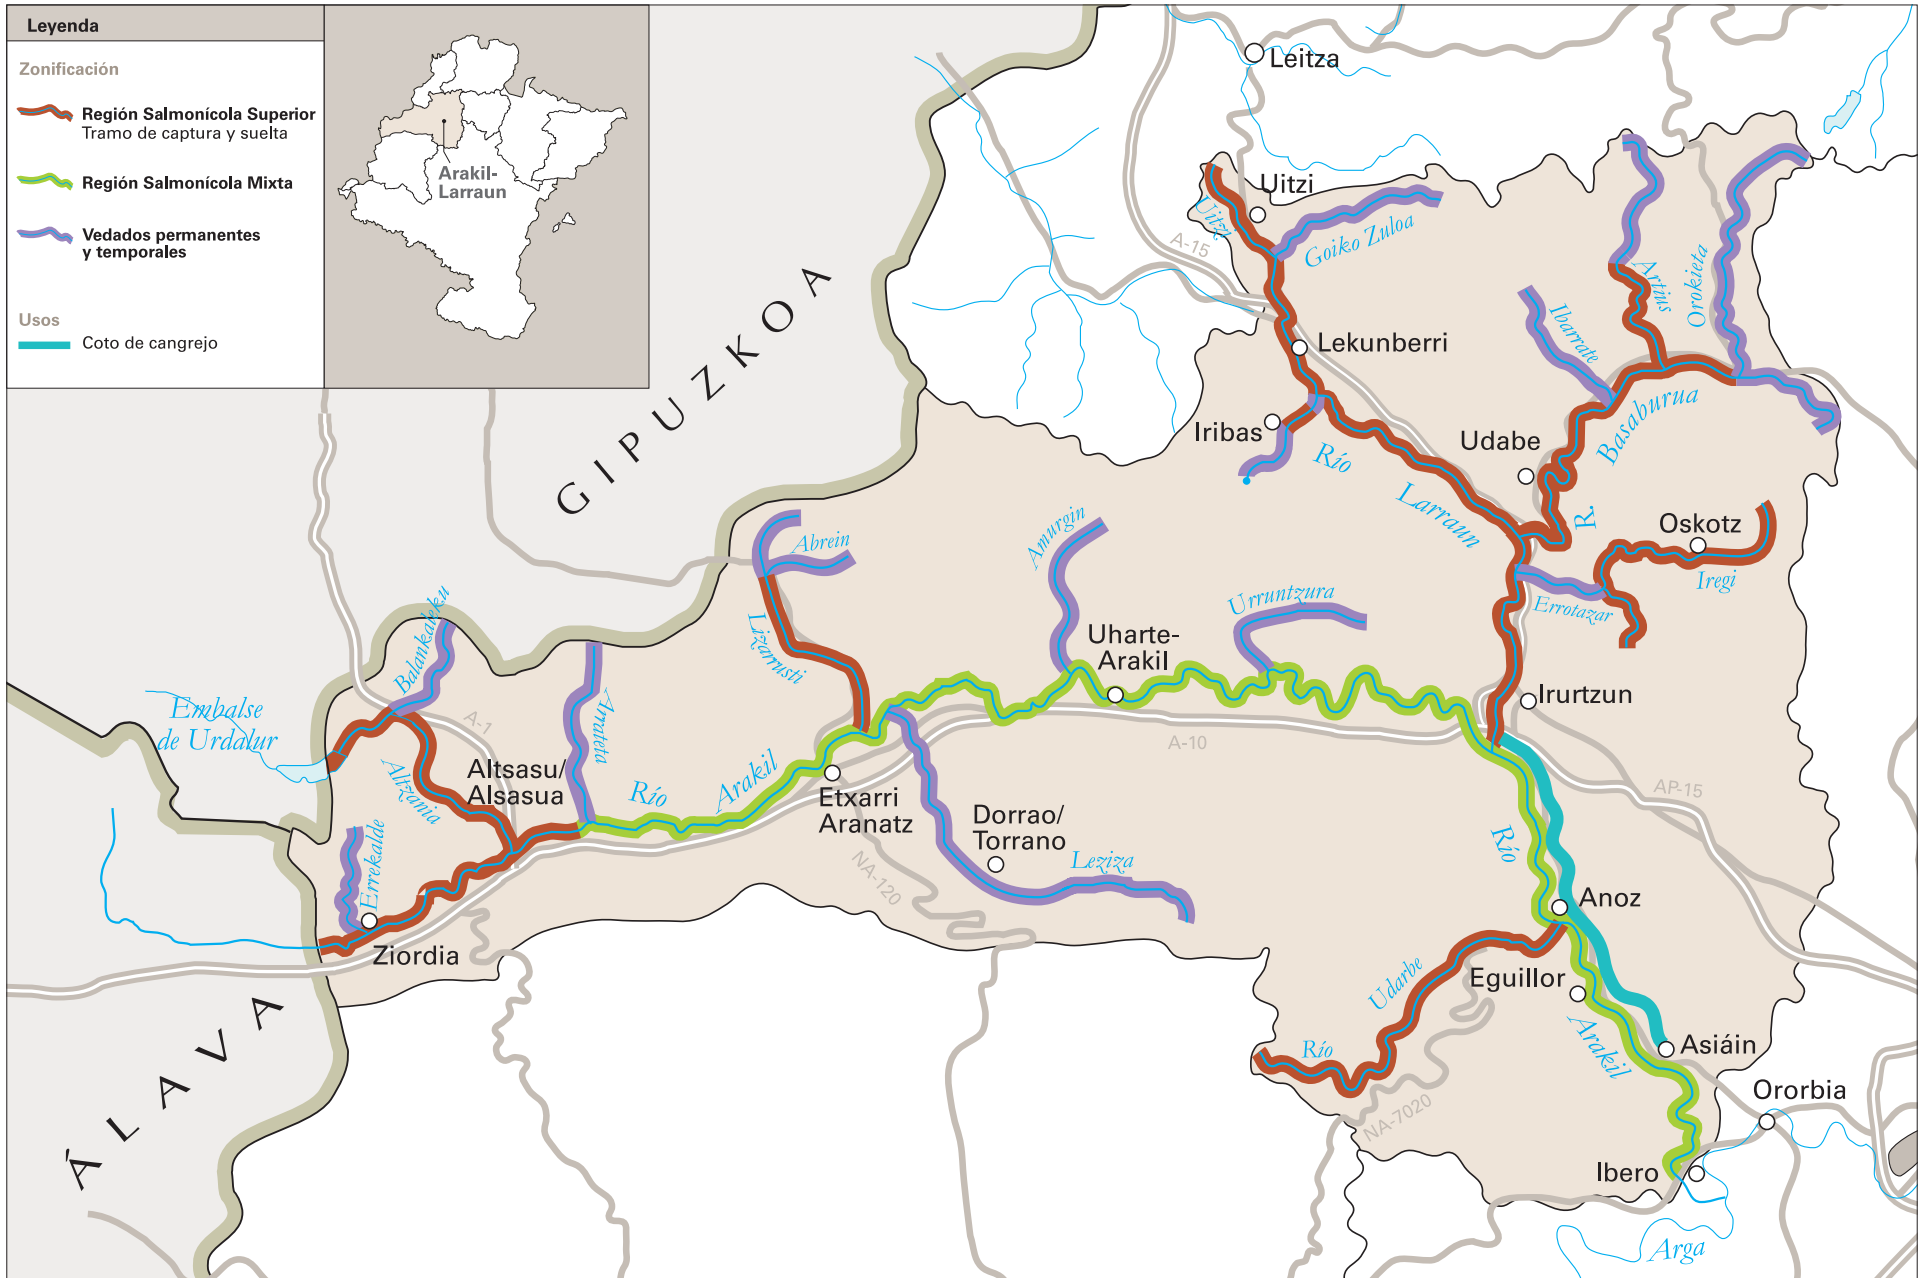 Leyenda
Zonificación
Región Salmonícola Superior
Tramo de captura y suelta
Región Salmonícola Mixta
Vedados permanentes
y temporales
Usos
Coto de cangrejo
Arakil-
Larraun
GIPUZKOA
ÁLAVA
Leitza
Uitzi
Uitzi
Goiko Zuloa
A-15
Lekunberri
Iribas
Río
Larraun
Artius
Orokieta
Ibarrate
Basaburua
R.
Udabe
Oskotz
Iregi
Errotazar
Irurtzun
Abrein
Lizarrusti
Amurgin
Urruntzura
Uharte-
Arakil
Balankaleku
Embalse
de Urdalur
A-1
Altzania
Arrateta
Altsasu/
Alsasua
Río
Arakil
Etxarri
Aranatz
A-10
AP-15
Errekalde
Ziordia
NA-120
Dorrao/
Torrano
Leziza
Río
Anoz
Eguillor
Udarbe
Río
Arakil
Asiáin
NA-7020
Ororbia
Ibero
Arga